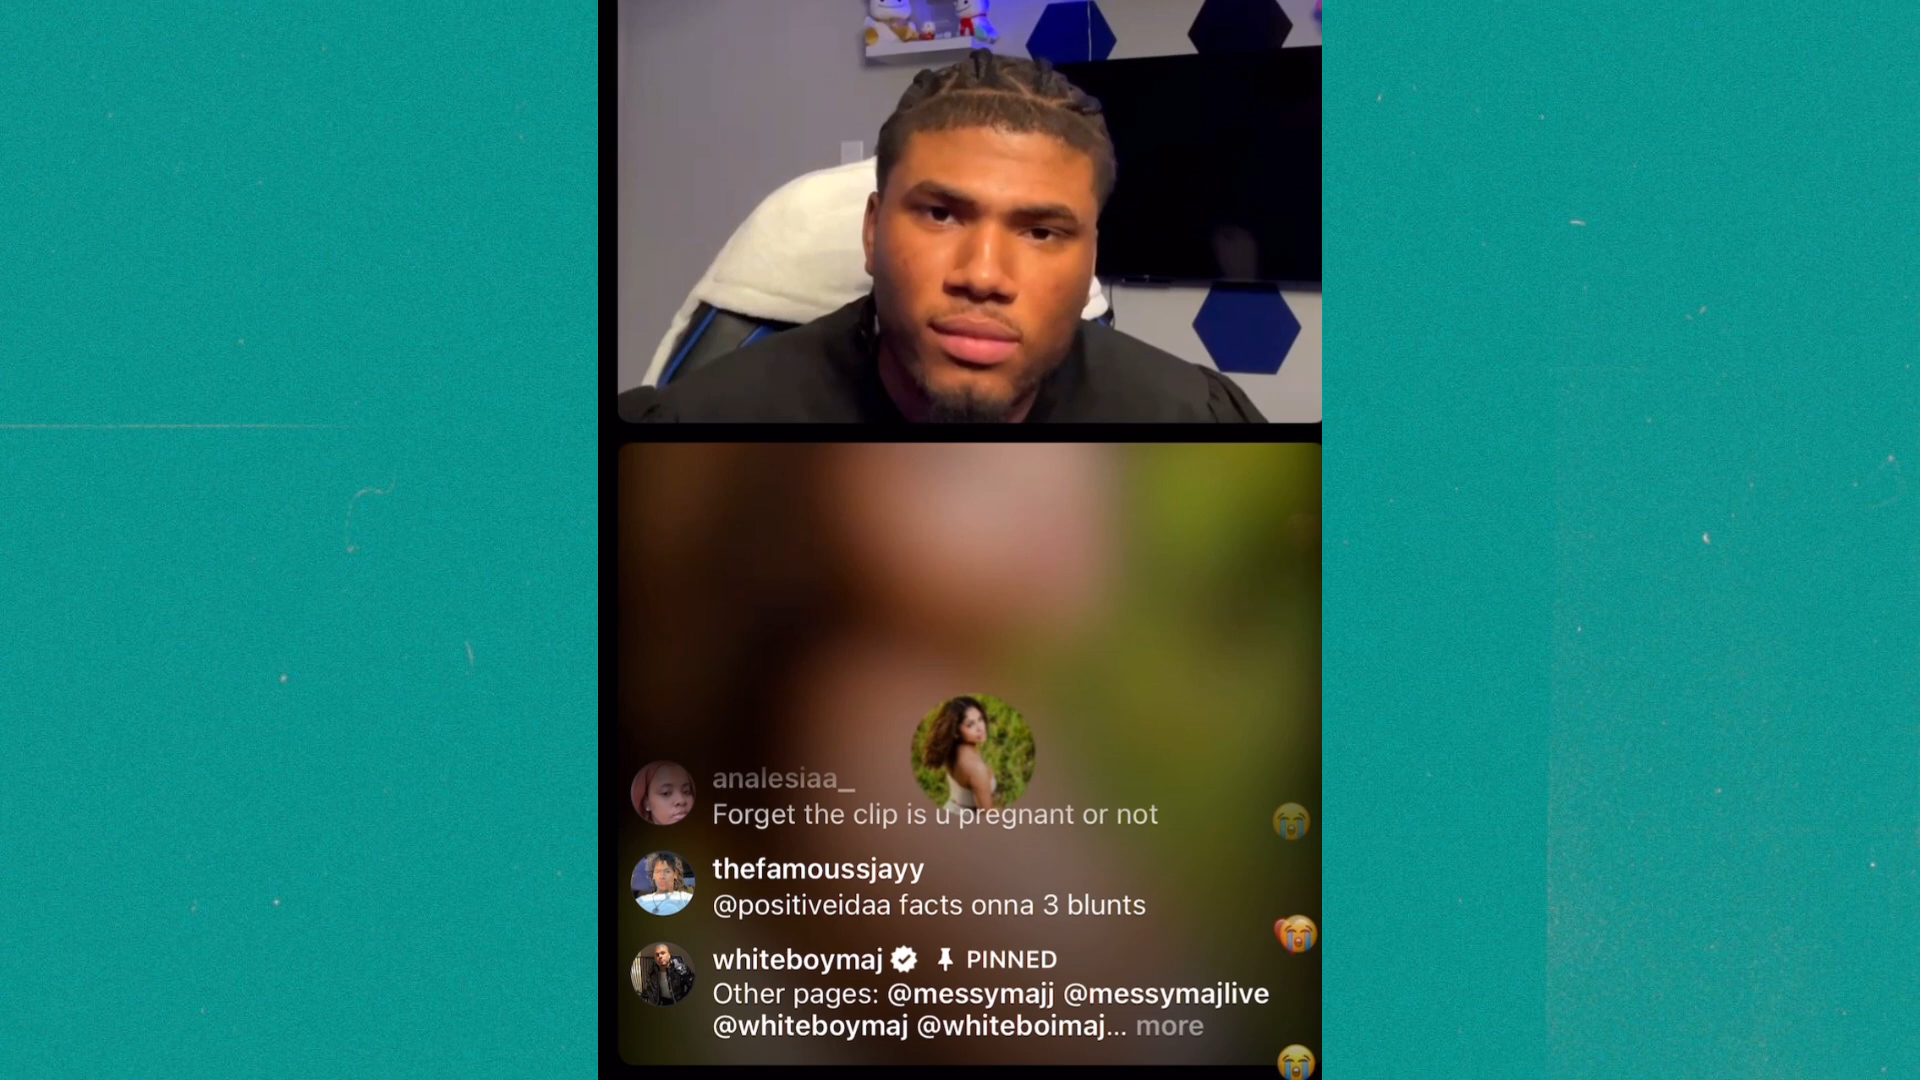 analesiaa_
Forget the clip is u pregnant or not
thefamoussjayy
@positiveidaa facts onna 3 blunts
whiteboymaj PINNED
Other pages: @messymajj @messymajlive
@whiteboymaj @whiteboimaj... more